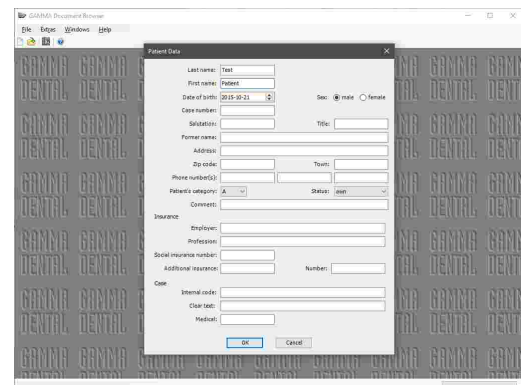 GAMMA Document Browser
File Extras Windows Help
Patient Data
Last name: Test
First name: Patient
Date of birth: 2015-10-21 Sex: male female
Case number:
Salutation: Title:
Former name:
Address:
Zip code: Town:
Phone number(s):
Patient's category: A Status: own
Comment:
Insurance
Employer:
Profession:
Social insurance number:
Additional insurance: Number:
Case
Internal code:
Clear text:
Medical:
OK Cancel
GAMMA DENTAL